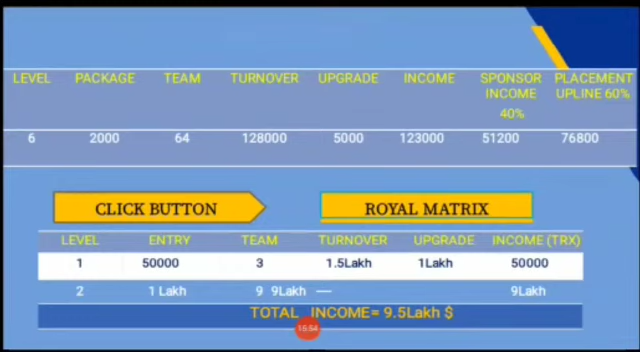 LEVEL PACKAGE TEAM TURNOVER UPGRADE INCOME SPONSOR INCOME 40% PLACEMENT UPLINE 60%
6 2000 64 128000 5000 123000 51200 76800
CLICK BUTTON ROYAL MATRIX
LEVEL ENTRY TEAM TURNOVER UPGRADE INCOME (TRX)
1 50000 3 1.5Lakh 1Lakh 50000
2 1 Lakh 9 9Lakh — 9Lakh
TOTAL INCOME= 9.5Lakh $
16:54